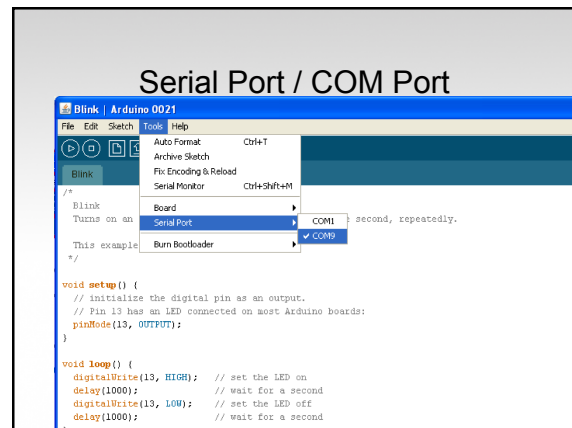 Serial Port / COM Port
Blink | Arduino 0021
File Edit Sketch Tools Help
Auto Format Ctrl+T
Archive Sketch
Fix Encoding & Reload
Serial Monitor Ctrl+Shift+M
Board
Serial Port
Burn Bootloader
COM1
COM9
Blink
/*
Blink
Turns on an second, repeatedly.
This example
*/
void setup() {
// initialize the digital pin as an output.
// Pin 13 has an LED connected on most Arduino boards:
pinMode(13, OUTPUT);
}
void loop() {
digitalWrite(13, HIGH); // set the LED on
delay(1000); // wait for a second
digitalWrite(13, LOW); // set the LED off
delay(1000); // wait for a second